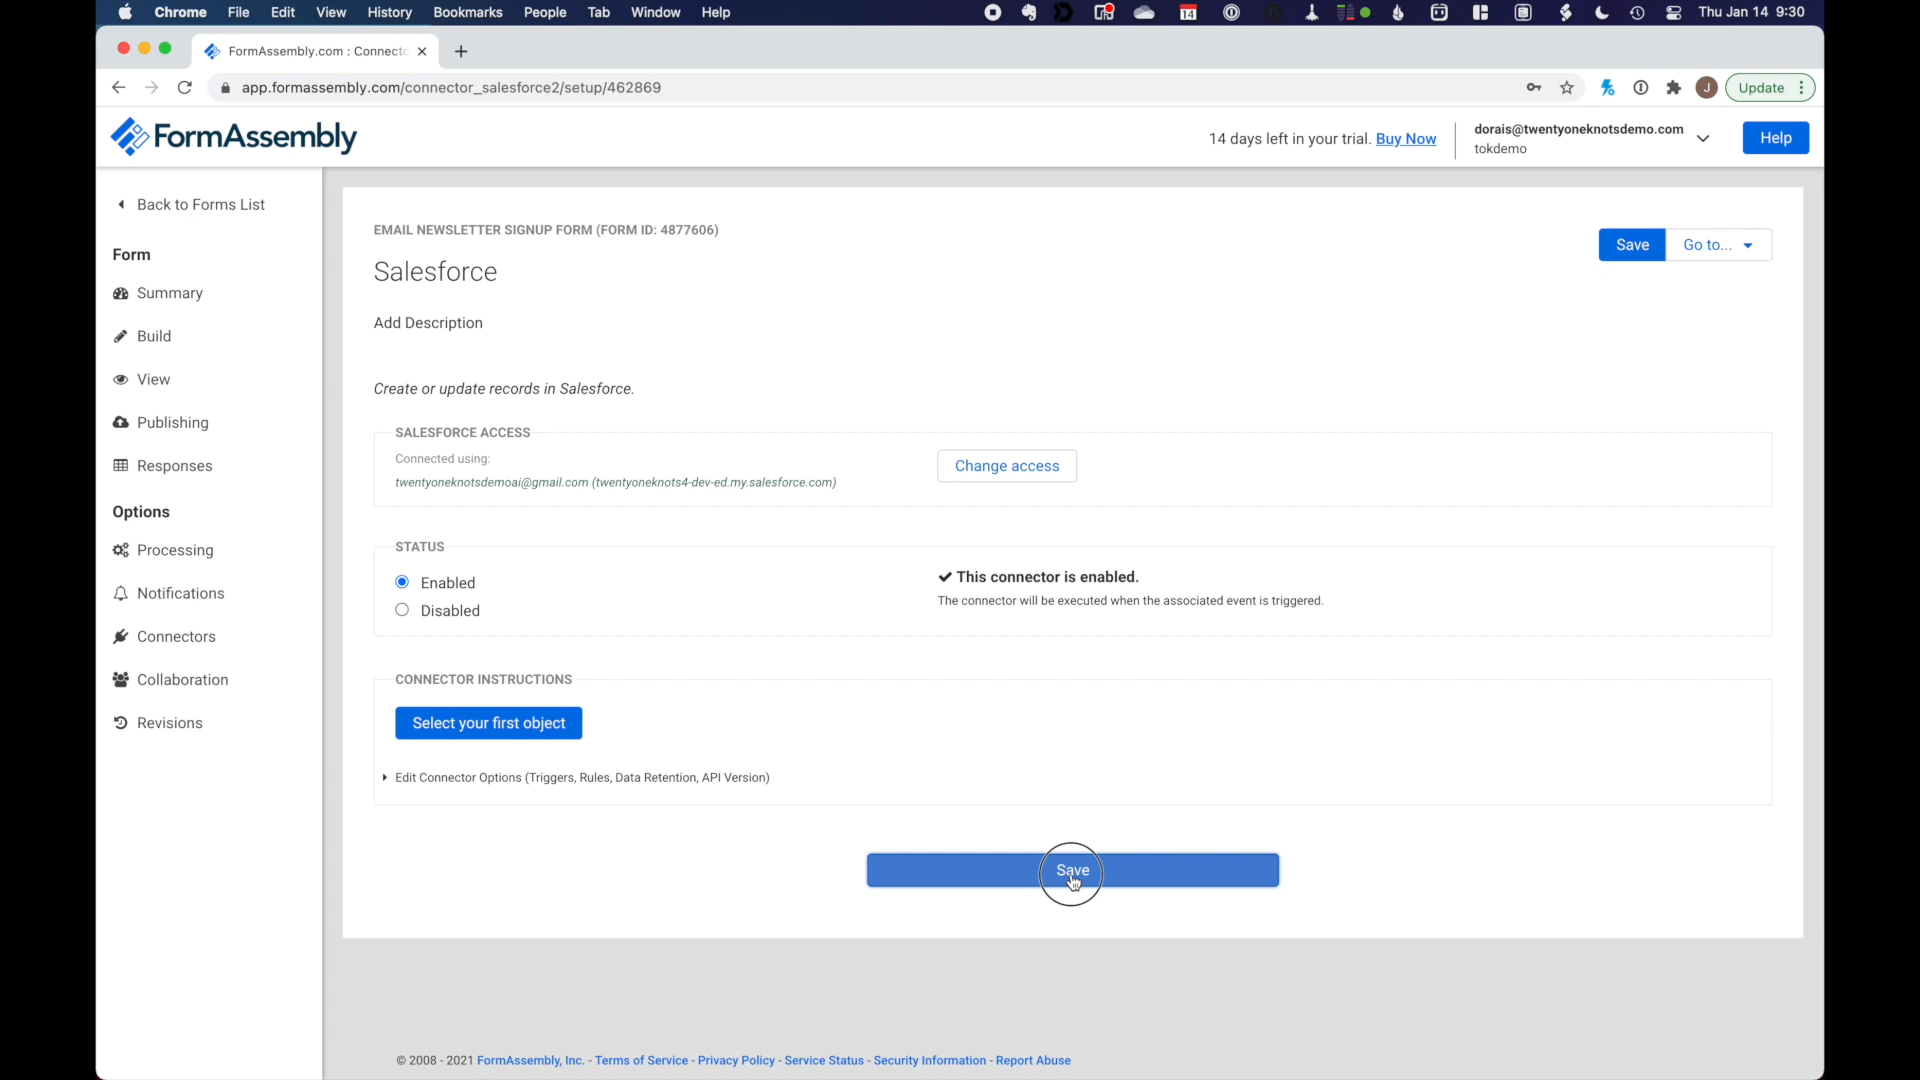 Chrome File Edit View History Bookmarks People Tab Window Help
14
Thu Jan 14 9:30
FormAssembly.com : Connecto
app.formassembly.com/connector_salesforce2/setup/462869
J
Update
FormAssembly
14 days left in your trial. Buy Now
dorais@twentyoneknotsdemo.com
tokdemo
Help
Back to Forms List
Form
Summary
Build
View
Publishing
Responses
Options
Processing
Notifications
Connectors
Collaboration
Revisions
EMAIL NEWSLETTER SIGNUP FORM (FORM ID: 4877606)
Save
Go to...
Salesforce
Add Description
Create or update records in Salesforce.
SALESFORCE ACCESS
Connected using:
twentyoneknotsdemoai@gmail.com (twentyoneknots4-dev-ed.my.salesforce.com)
Change access
STATUS
Enabled
Disabled
This connector is enabled.
The connector will be executed when the associated event is triggered.
CONNECTOR INSTRUCTIONS
Select your first object
Edit Connector Options (Triggers, Rules, Data Retention, API Version)
Save
© 2008 - 2021 FormAssembly, Inc. - Terms of Service - Privacy Policy - Service Status - Security Information - Report Abuse